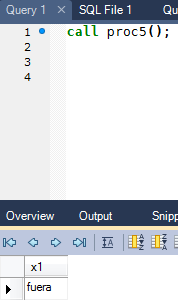 Query 1 SQL File 1 Qu
1 call proc5();
2
3
4
Overview Output Snipp
x1
fuera